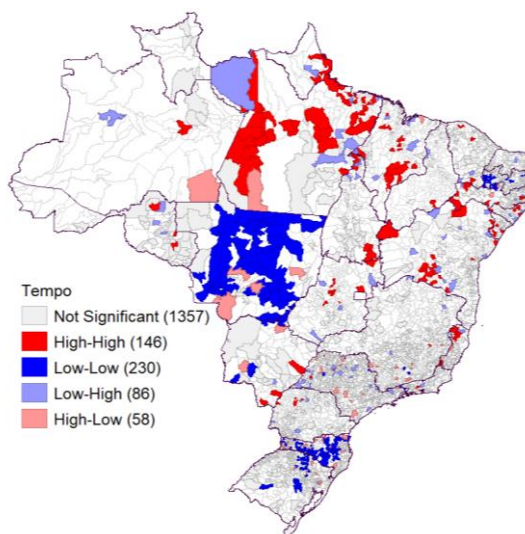 Tempo
Not Significant (1357)
High-High (146)
Low-Low (230)
Low-High (86)
High-Low (58)